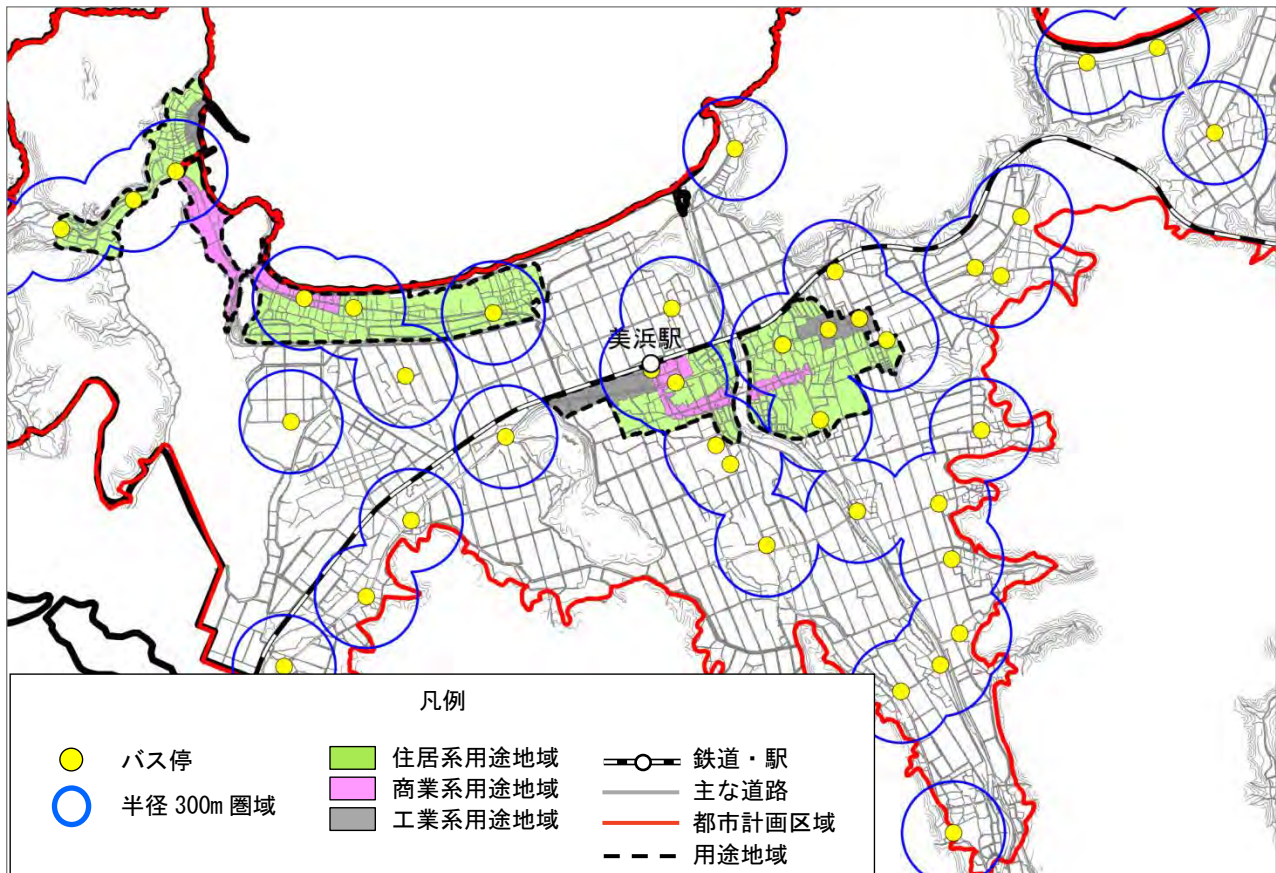 美浜駅
凡例
バス停
半径 300m 圏域
住居系用途地域
商業系用途地域
工業系用途地域
鉄道・駅
主な道路
都市計画区域
用途地域